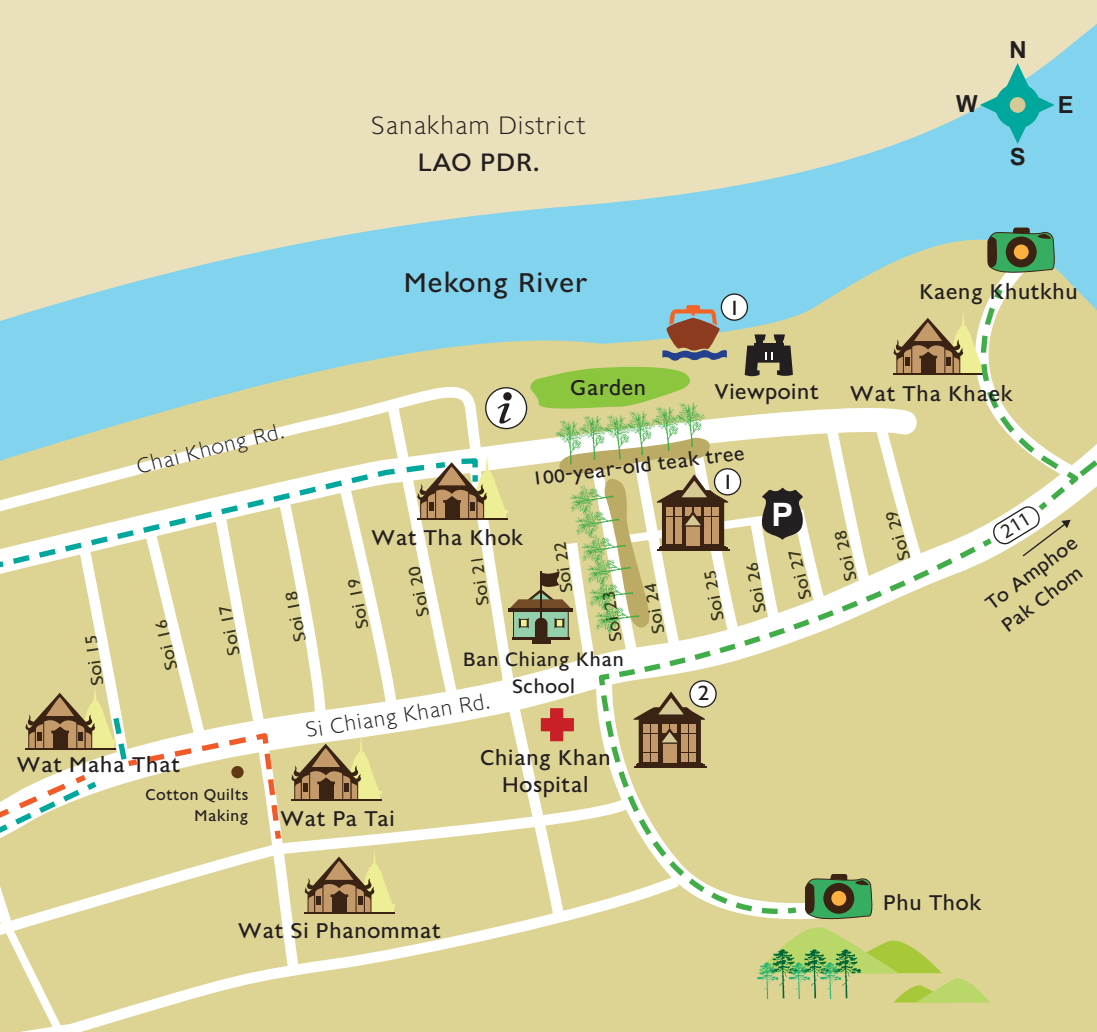 N
W
E
S
Sanakham District
LAO PDR.
Mekong River
Kaeng Khutkhu
1
Garden
Viewpoint
Wat Tha Khaek
i
Chai Khong Rd.
100-year-old teak tree
1
P
Wat Tha Khok
211
To Amphoe
Pak Chom
Soi 15
Soi 16
Soi 17
Soi 18
Soi 19
Soi 20
Soi 21
Soi 22
Soi 23
Soi 24
Soi 25
Soi 26
Soi 27
Soi 28
Soi 29
Ban Chiang Khan
School
Si Chiang Khan Rd.
2
Wat Maha That
Chiang Khan
Hospital
Cotton Quilts
Making
Wat Pa Tai
Phu Thok
Wat Si Phanommat